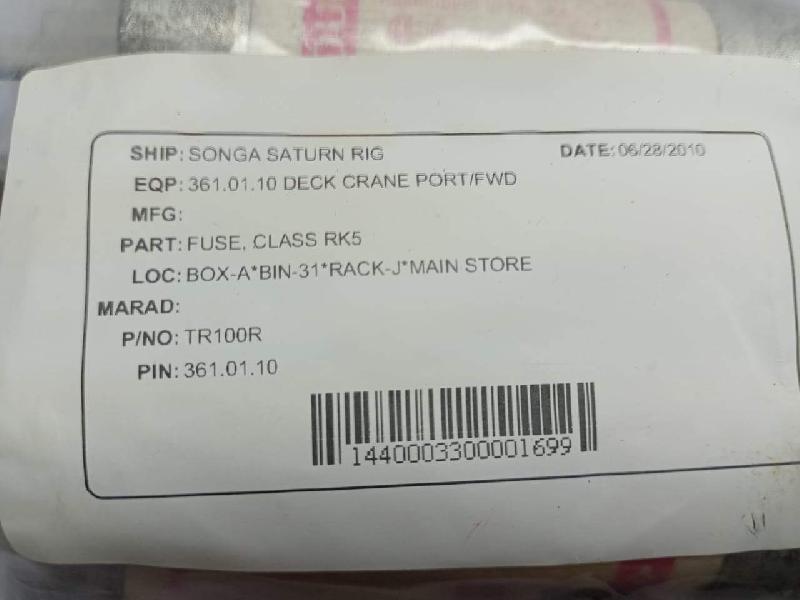 SHIP: SONGA SATURN RIG DATE: 06/28/2010
EQP: 361.01.10 DECK CRANE PORT/FWD
MFG:
PART: FUSE, CLASS RK5
LOC: BOX-A*BIN-31*RACK-J*MAIN STORE
MARAD:
P/NO: TR100R
PIN: 361.01.10
1440003300001699